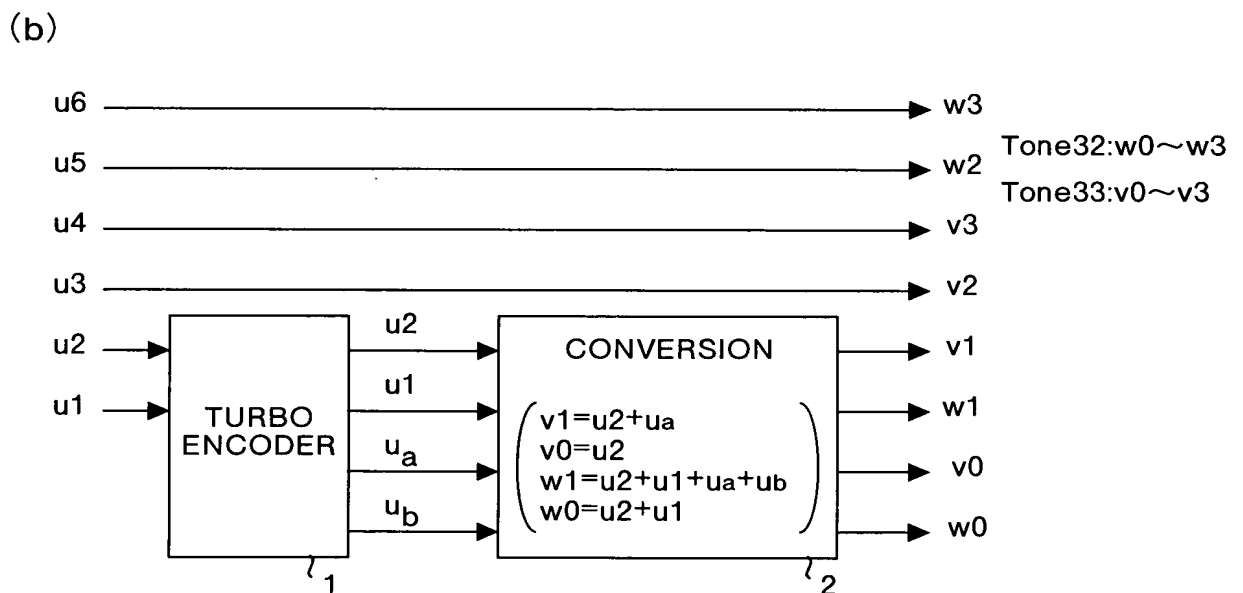 (b)
u6 w3
Tone32:w0～w3
u5 w2
Tone33:v0～v3
u4 v3
u3 v2
u2 u2 CONVERSION v1
u1 u1 w1
TURBO ENCODER
v1=u2+ua
v0=u2
w1=u2+u1+ua+ub
w0=u2+u1
ua v0
ub w0
1 2